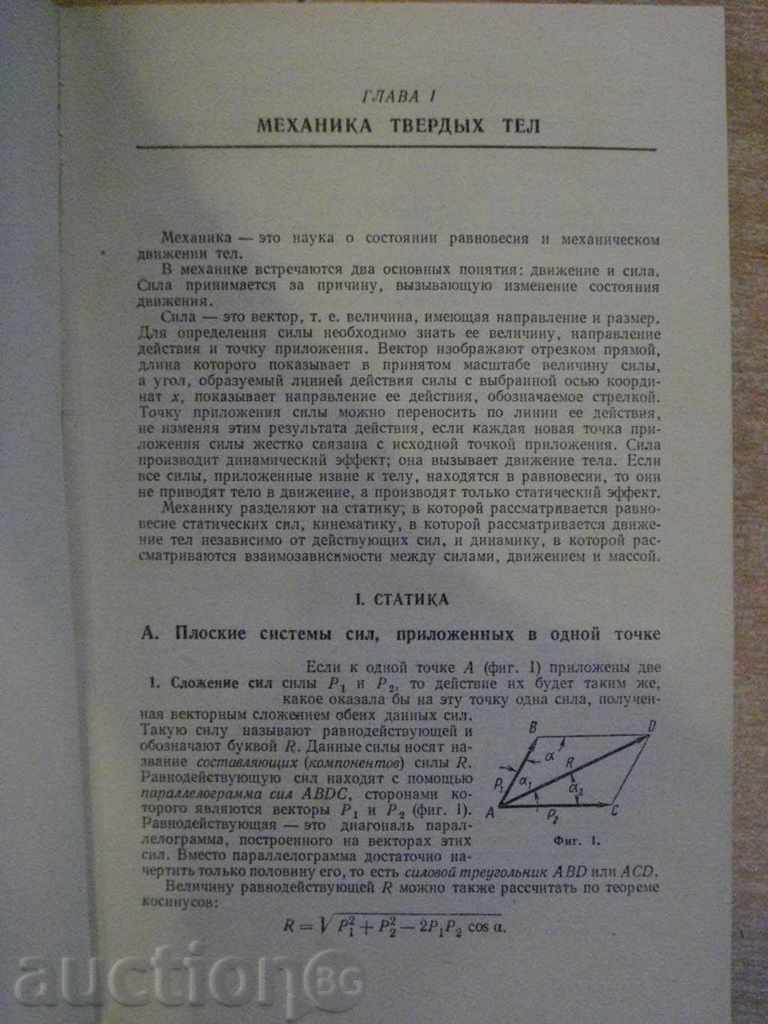 ГЛАВА I
МЕХАНИКА ТВЕРДЫХ ТЕЛ
Механика — это наука о состоянии равновесия и механическом
движении тел.
В механике встречаются два основных понятия: движение и сила.
Сила принимается за причину, вызывающую изменение состояния
движения.
Сила — это вектор, т. е. величина, имеющая направление и размер.
Для определения силы необходимо знать ее величину, направление
действия и точку приложения. Вектор изображают отрезком прямой,
длина которого показывает в принятом масштабе величину силы,
а угол, образуемый линией действия силы с выбранной осью коорди-
нат x, показывает направление ее действия, обозначаемое стрелкой.
Точку приложения силы можно переносить по линии ее действия,
не изменяя этим результата действия, если каждая новая точка при-
ложения силы жестко связана с исходной точкой приложения. Сила
производит динамический эффект; она вызывает движение тела. Если
все силы, приложенные извне к телу, находятся в равновесии, то они
не приводят тело в движение, а производят только статический эффект.
Механику разделяют на статику, в которой рассматривается равно-
весие статических сил, кинематику, в которой рассматривается движе-
ние тел независимо от действующих сил, и динамику, в которой рас-
сматриваются взаимозависимости между силами, движением и массой.
I. СТАТИКА
А. Плоские системы сил, приложенных в одной точке
Если к одной точке A (фиг. 1) приложены две
1. Сложение сил силы P₁ и P₂, то действие их будет таким же,
какое оказала бы на эту точку одна сила, получен-
ная векторным сложением обеих данных сил.
Такую силу называют равнодействующей и
обозначают буквой R. Данные силы носят на-
звание составляющих (компонентов) силы R.
Равнодействующую сил находят с помощью
параллелограмма сил ABDC, сторонами ко-
торого являются векторы P₁ и P₂ (фиг. 1).
Равнодействующая — это диагональ парал-
лелограмма, построенного на векторах этих
сил. Вместо параллелограмма достаточно на-
чертить только половину его, то есть силовой треугольник ABD или ACD.
B D
α
R
P₁ α₁ α₂
A P₂ C
Фиг. 1.
Величину равнодействующей R можно также рассчитать по теореме
косинусов:
R = √P₁² + P₂² — 2P₁P₂ cos α.
auctionBG